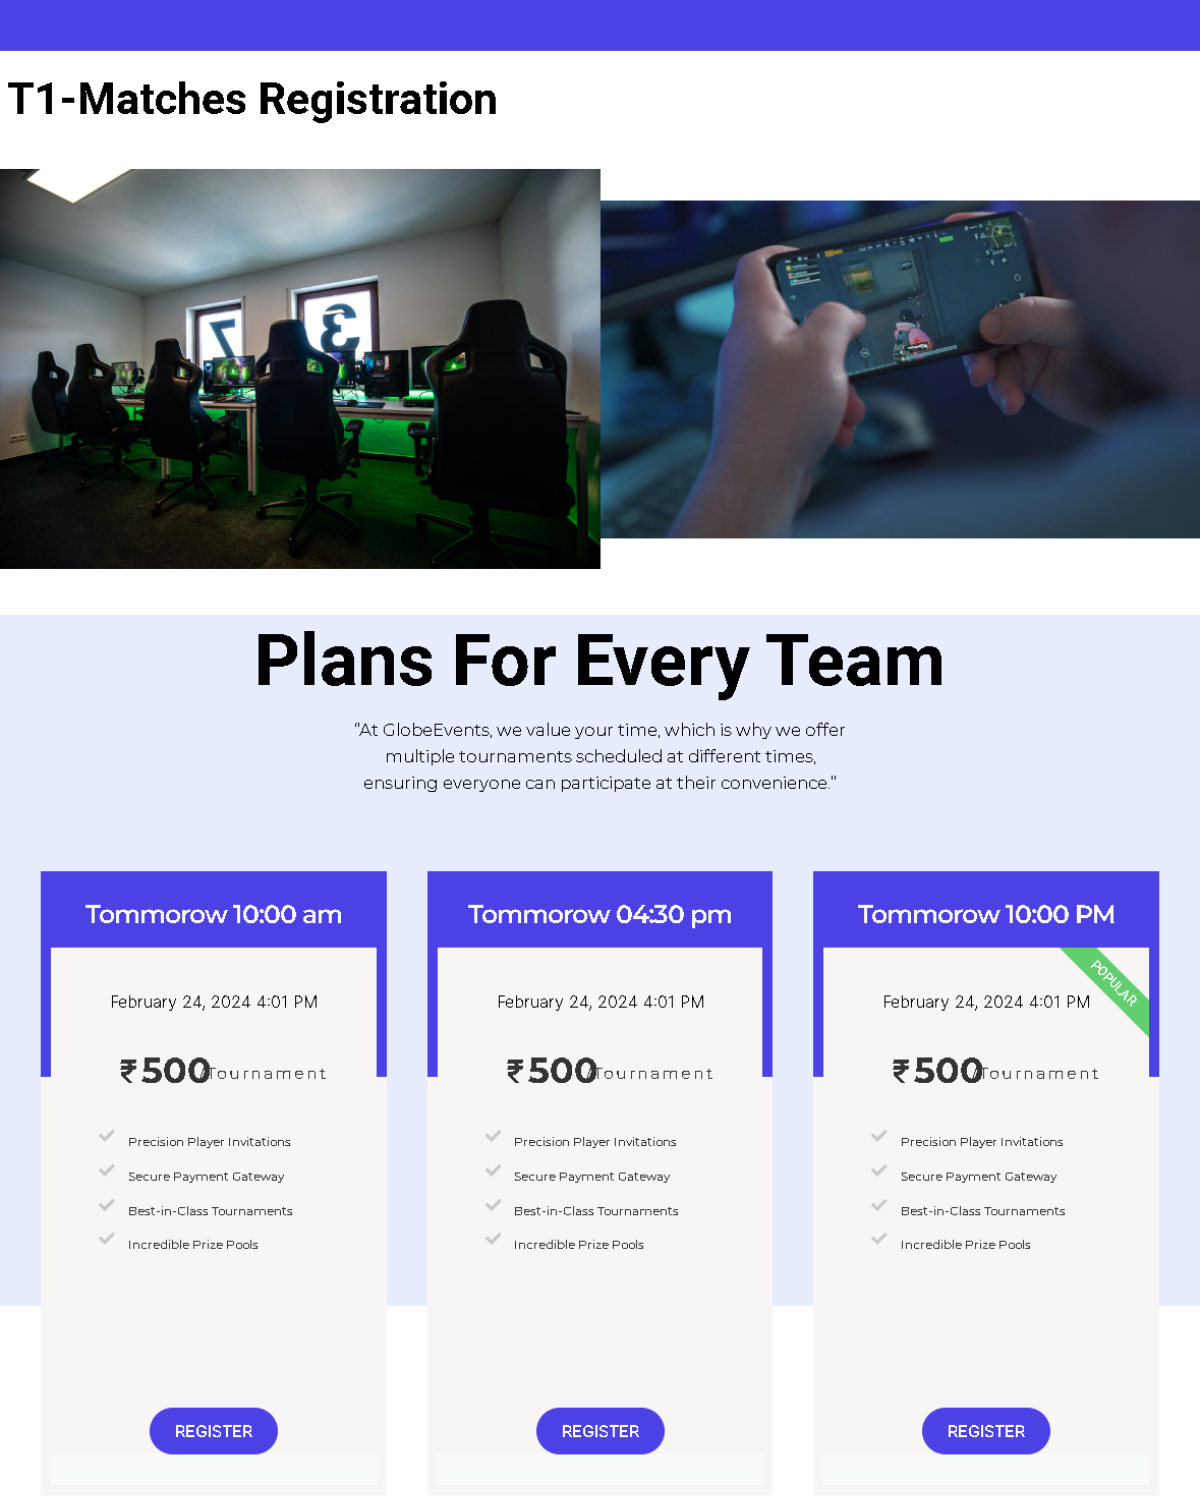 T1-Matches Registration
Plans For Every Team
“At GlobeEvents, we value your time, which is why we offer
multiple tournaments scheduled at different times,
ensuring everyone can participate at their convenience."
Tommorow 10:00 am
February 24, 2024 4:01 PM
₹500/Tournament
Precision Player Invitations
Secure Payment Gateway
Best-in-Class Tournaments
Incredible Prize Pools
REGISTER
Tommorow 04:30 pm
February 24, 2024 4:01 PM
₹500/Tournament
Precision Player Invitations
Secure Payment Gateway
Best-in-Class Tournaments
Incredible Prize Pools
REGISTER
Tommorow 10:00 PM
POPULAR
February 24, 2024 4:01 PM
₹500/Tournament
Precision Player Invitations
Secure Payment Gateway
Best-in-Class Tournaments
Incredible Prize Pools
REGISTER